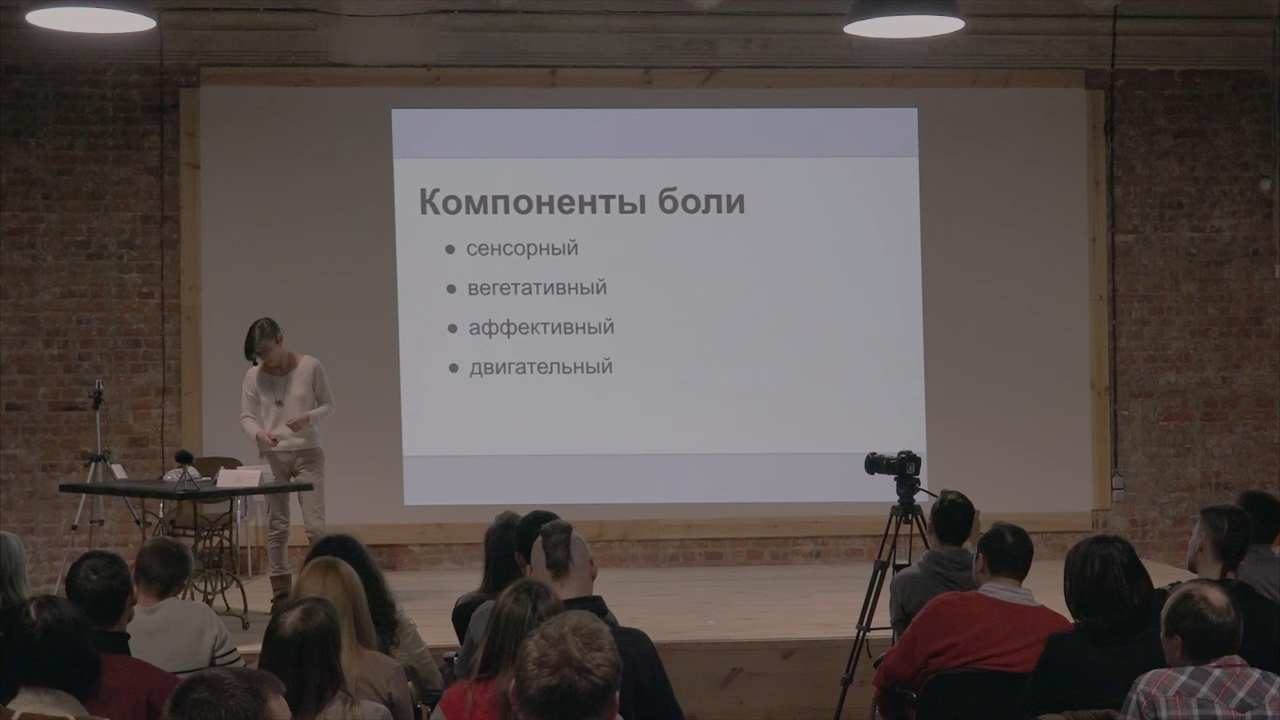 Компоненты боли
● сенсорный
● вегетативный
● аффективный
● двигательный